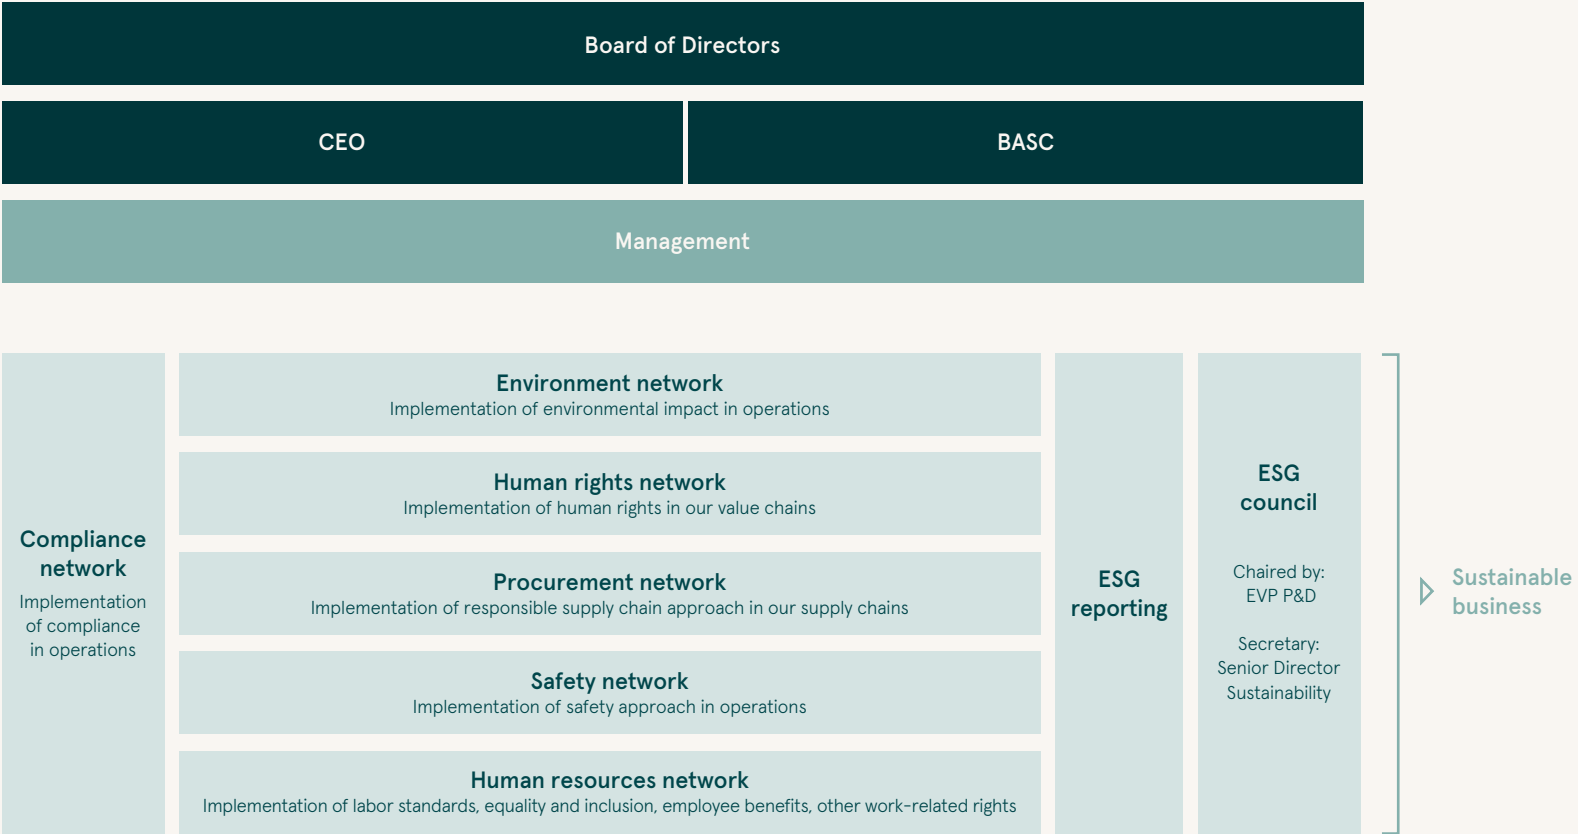 Board of Directors
CEO
BASC
Management
Compliance
network
Implementation
of compliance
in operations
Environment network
Implementation of environmental impact in operations
Human rights network
Implementation of human rights in our value chains
Procurement network
Implementation of responsible supply chain approach in our supply chains
Safety network
Implementation of safety approach in operations
Human resources network
Implementation of labor standards, equality and inclusion, employee benefits, other work-related rights
ESG
reporting
ESG
council
Chaired by:
EVP P&D
Secretary:
Senior Director
Sustainability
Sustainable
business